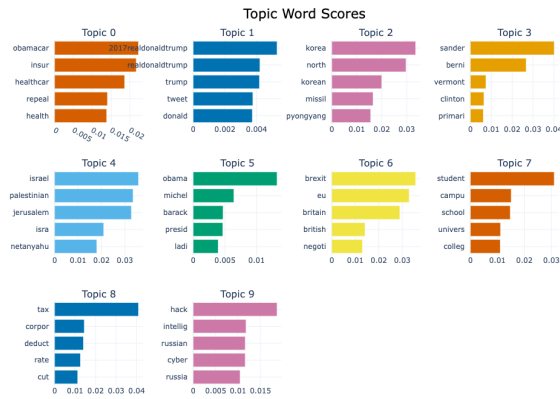 Topic Word Scores
Topic 0
obamacar
insur
healthcar
repeal
health
0 0.005 0.01 0.015 0.02
Topic 1
2017realdonaldtrump
realdonaldtrump
trump
tweet
donald
0 0.002 0.004
Topic 2
korea
north
korean
missil
pyongyang
0 0.01 0.02 0.03
Topic 3
sander
berni
vermont
clinton
primari
0 0.01 0.02 0.03 0.04
Topic 4
israel
palestinian
jerusalem
isra
netanyahu
0 0.01 0.02 0.03
Topic 5
obama
michel
barack
presid
ladi
0 0.005 0.01
Topic 6
brexit
eu
britain
british
negoti
0 0.01 0.02 0.03
Topic 7
student
campu
school
univers
colleg
0 0.01 0.02 0.03
Topic 8
tax
corpor
deduct
rate
cut
0 0.01 0.02 0.03 0.04
Topic 9
hack
intellig
russian
cyber
russia
0 0.005 0.01 0.015